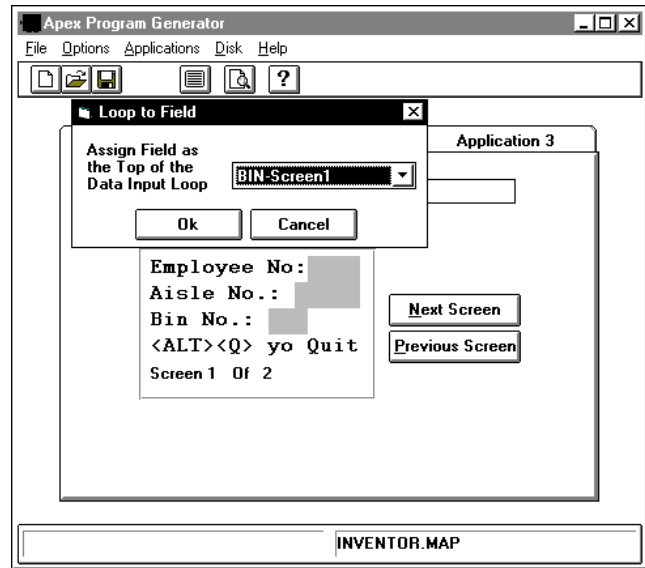 Apex Program Generator
File Options Applications Disk Help
?
Loop to Field
Application 3
Assign Field as
the Top of the
Data Input Loop
BIN-Screen1
Ok Cancel
Employee No:
Aisle No.:
Bin No.:
<ALT><Q> yo Quit
Screen 1 Of 2
Next Screen
Previous Screen
INVENTOR.MAP